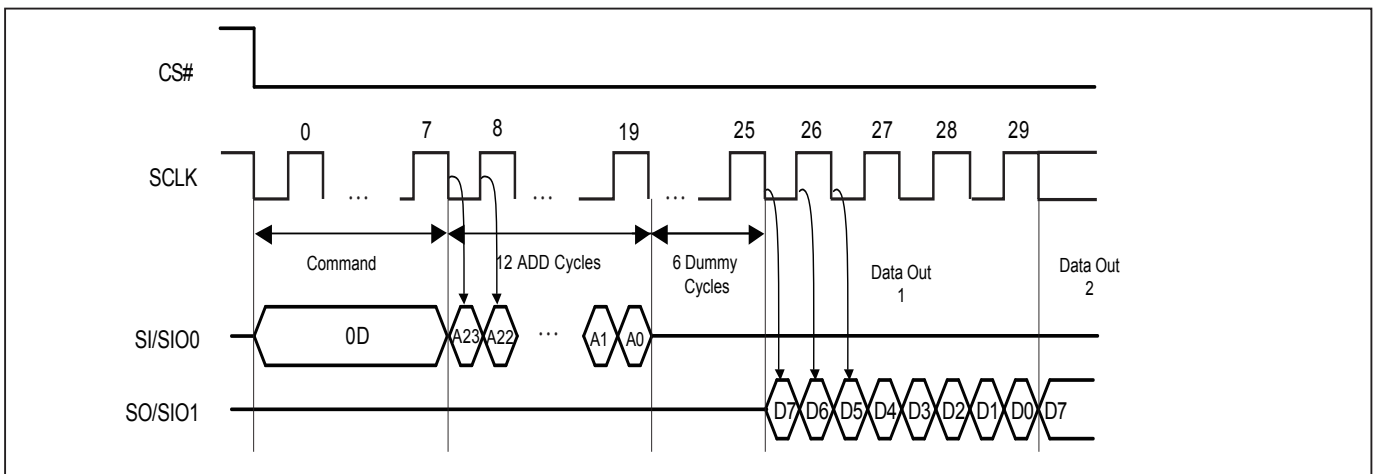 CS#
0 7 8 19 25 26 27 28 29
SCLK
... ... ...
Command
12 ADD Cycles
6 Dummy
Cycles
Data Out
1
Data Out
2
SI/SIO0
0D
A23 A22 ... A1 A0
SO/SIO1
D7 D6 D5 D4 D3 D2 D1 D0 D7